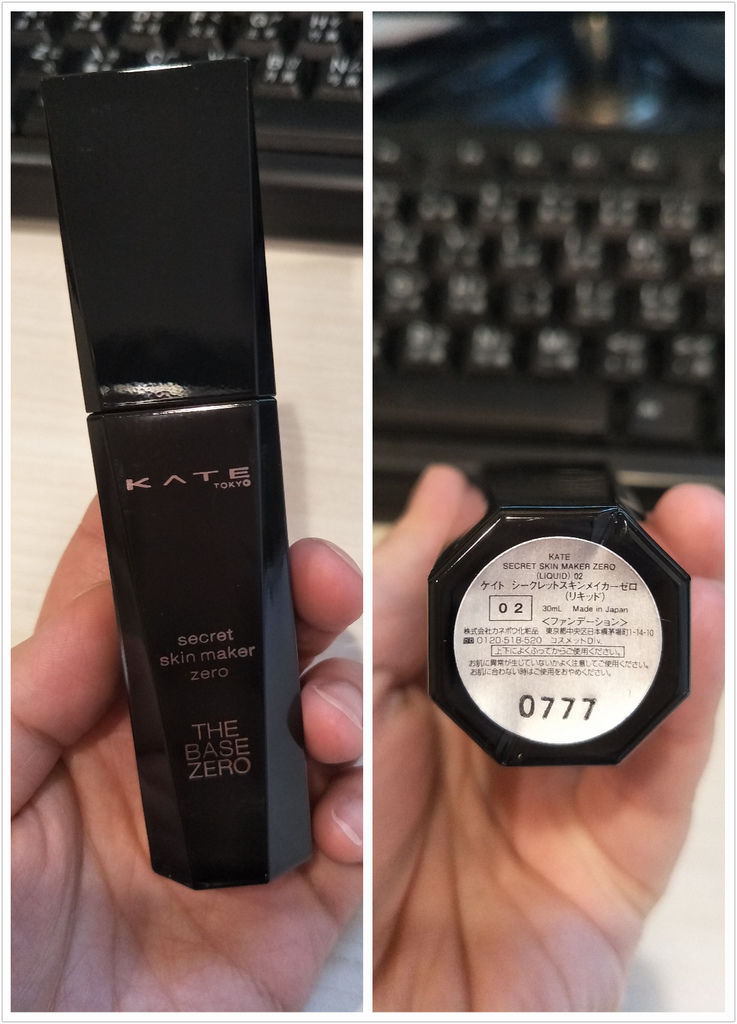 KATE
TOKYO
secret
skin maker
zero
THE
BASE
ZERO
KATE
SECRET SKIN MAKER ZERO
(LIQUID) 02
ケイト シークレットスキンメイカーゼロ
(リキッド)
02 30mL Made in Japan
<ファンデーション>
株式会社カネボウ化粧品 東京都中央区日本橋茅場町1-14-10
0120-518-520 コスメットDiv.
上下によくふってからご使用ください。
お肌に異常が生じていないかよく注意してご使用ください。
お肌に合わない時はご使用をおやめください。
0777